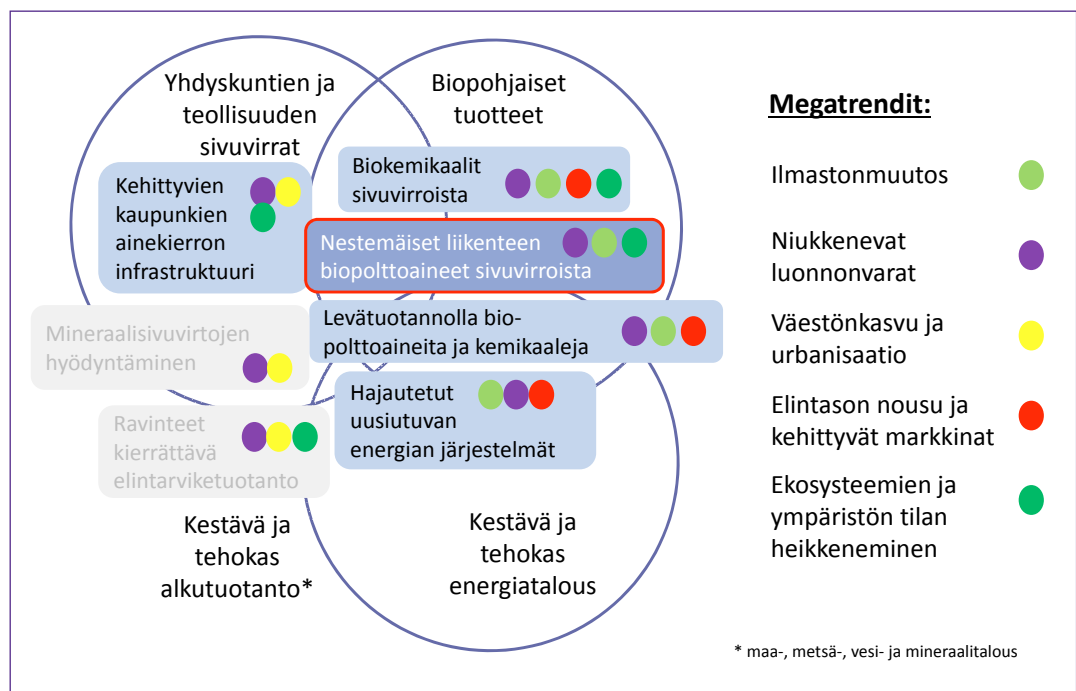 Yhdyskuntien ja
teollisuuden
sivuvirrat
Biopohjaiset
tuotteet
Kehittyvien
kaupunkien
ainekierron
infrastruktuuri
Biokemikaalit
sivuvirroista
Nestemäiset liikenteen
biopolttoaineet sivuvirroista
Mineraalisivuvirtojen
hyödyntäminen
Levätuotannolla bio-
polttoaineita ja kemikaaleja
Ravinteet
kierrättävä
elintarviketuotanto
Hajautetut
uusiutuvan
energian järjestelmät
Kestävä ja
tehokas
alkutuotanto*
Kestävä ja
tehokas
energiatalous
Megatrendit:
Ilmastonmuutos
Niukkenevat
luonnonvarat
Väestönkasvu ja
urbanisaatio
Elintason nousu ja
kehittyvät markkinat
Ekosysteemien ja
ympäristön tilan
heikkeneminen
* maa-, metsä-, vesi- ja mineraalitalous